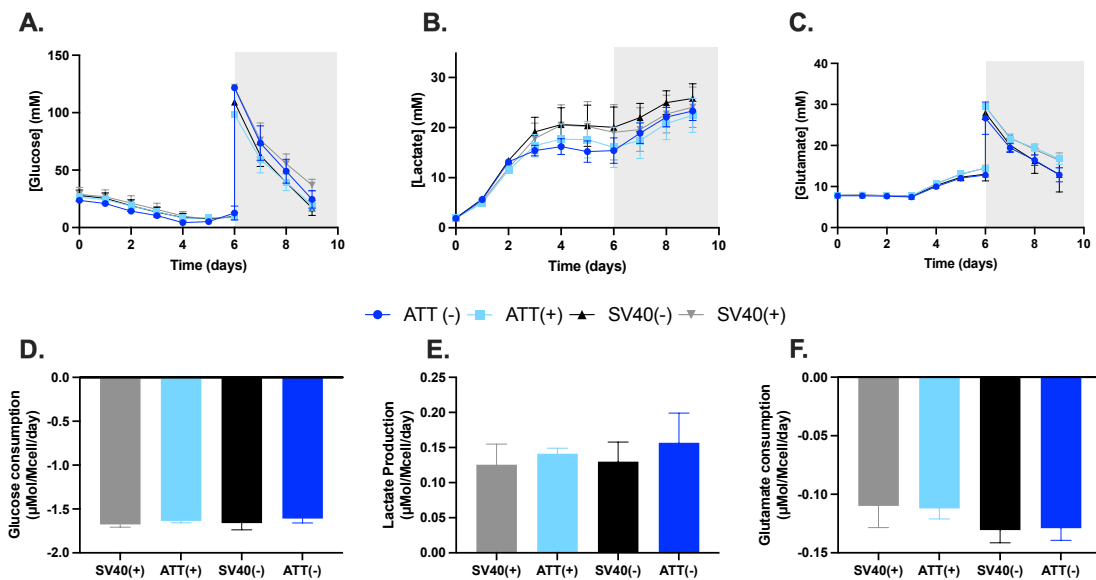 A.
B.
C.
[Glucose] (mM)
150
100
50
0
0 2 4 6 8 10
Time (days)
[Lactate] (mM)
30
20
10
0
0 2 4 6 8 10
Time (days)
[Glutamate] (mM)
40
30
20
10
0
0 2 4 6 8 10
Time (days)
ATT (-) ATT(+) SV40(-) SV40(+)
D.
E.
F.
Glucose consumption
(µMol/Mcell/day)
0.0
-0.5
-1.0
-1.5
-2.0
SV40(+) ATT(+) SV40(-) ATT(-)
Lactate Production
(µMol/Mcell/day)
0.25
0.20
0.15
0.10
0.05
0.00
SV40(+) ATT(+) SV40(-) ATT(-)
Glutamate consumption
(µMol/Mcell/day)
0.00
-0.05
-0.10
-0.15
SV40(+) ATT(+) SV40(-) ATT(-)